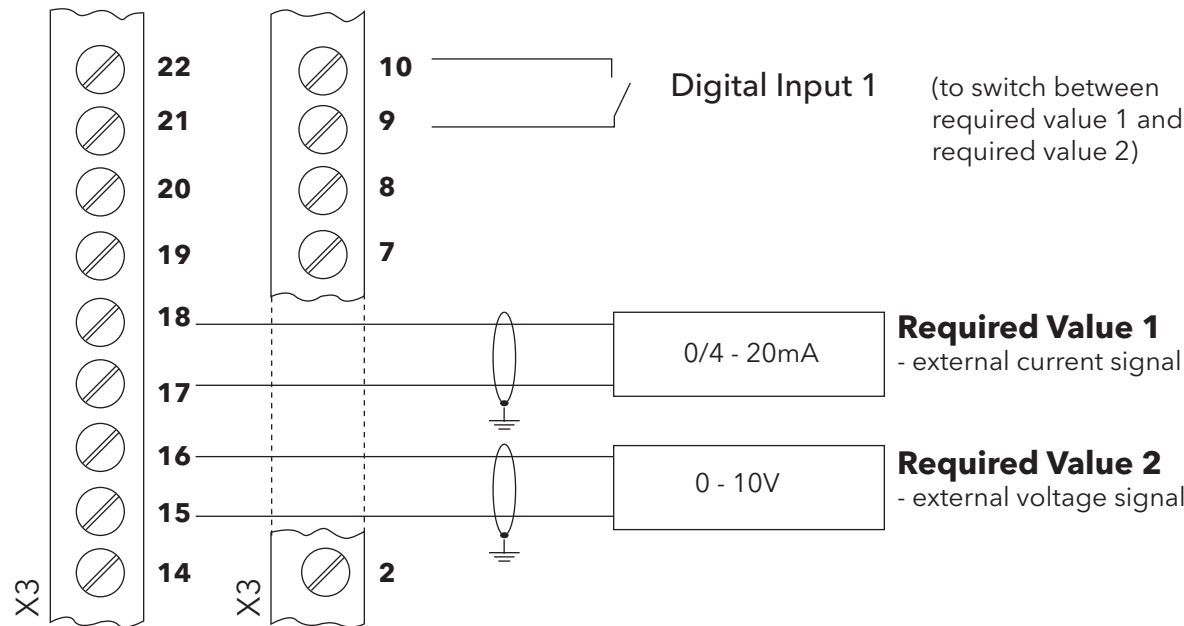 22
21
20
19
18
17
16
15
14
X3
10
9
8
7
2
X3
Digital Input 1
(to switch between
required value 1 and
required value 2)
0/4 - 20mA
Required Value 1
- external current signal
0 - 10V
Required Value 2
- external voltage signal